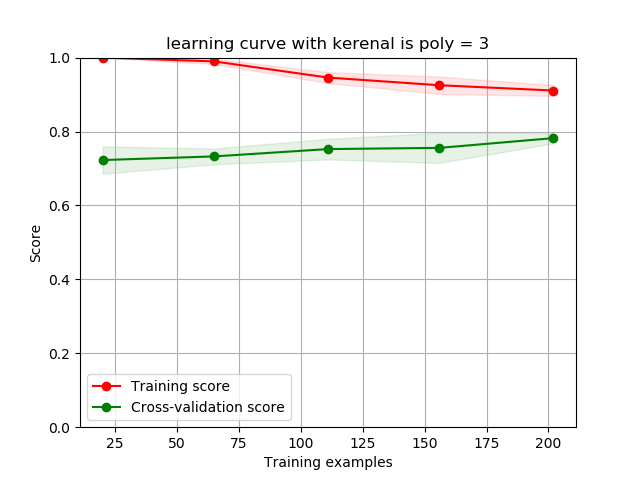 learning curve with kerenal is poly = 3
1.0
0.8
0.6
0.4
0.2
0.0
Score
Training score
Cross-validation score
25 50 75 100 125 150 175 200
Training examples